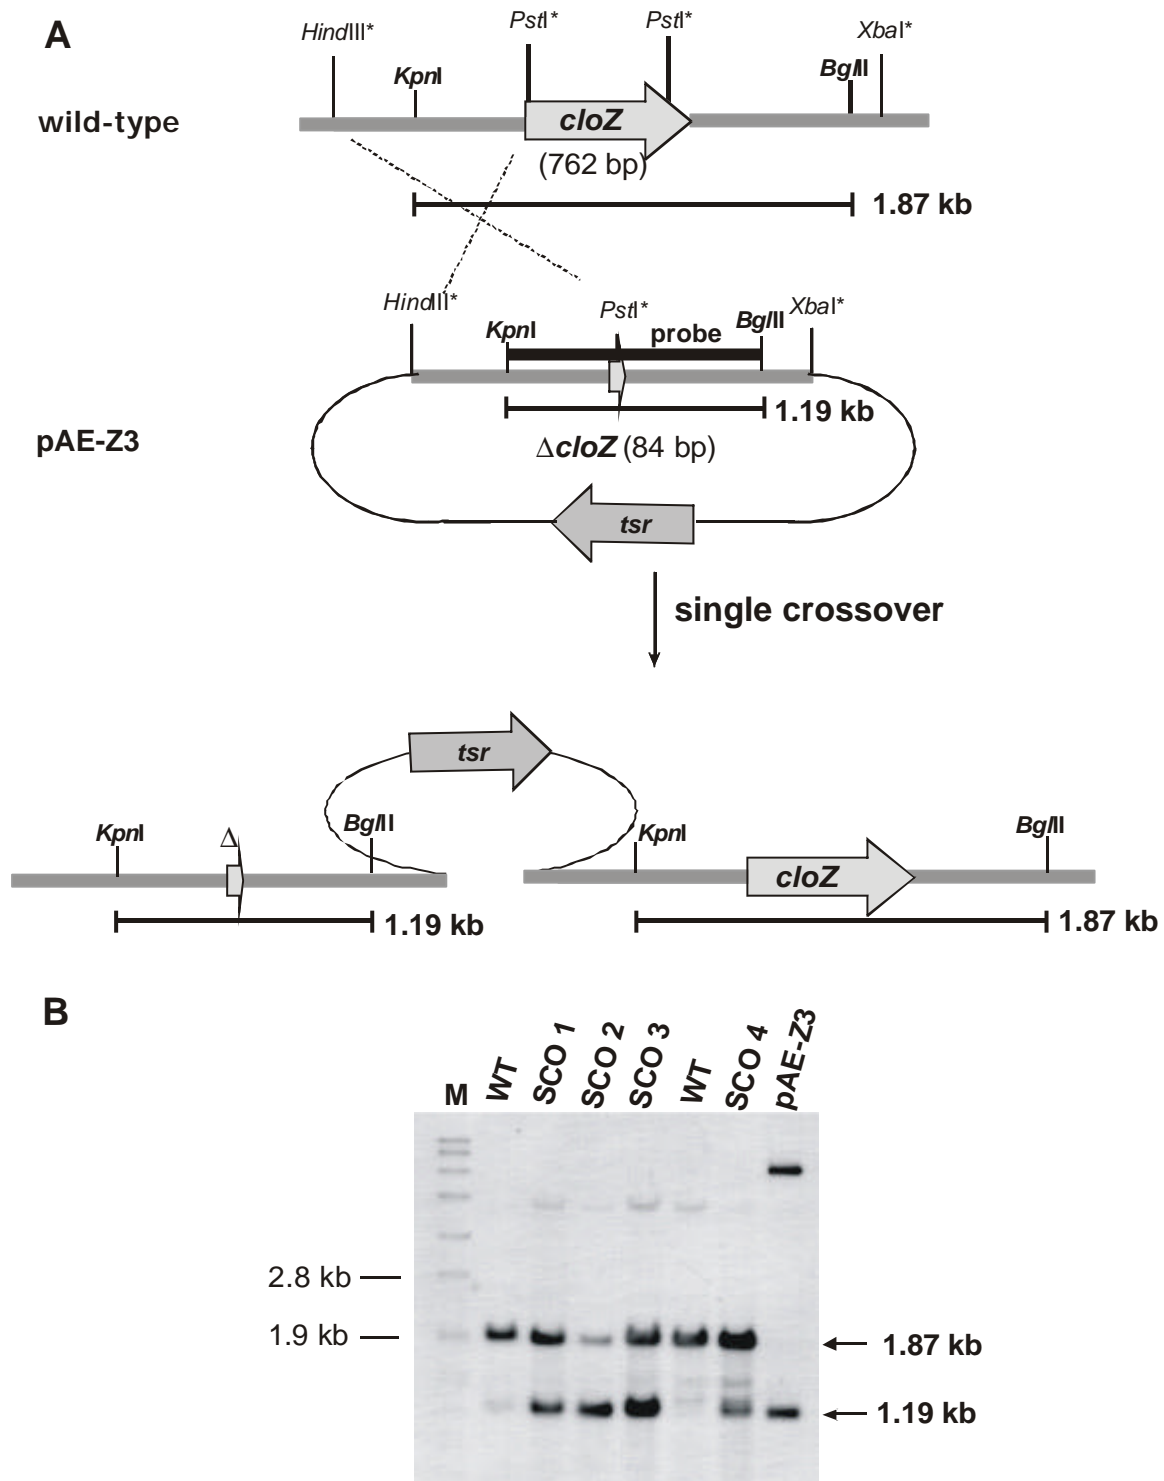 A
HindIII*
PstI*
PstI*
XbaI*
KpnI
BglII
wild-type
cloZ
(762 bp)
1.87 kb
HindIII*
PstI*
XbaI*
KpnI
BglII
probe
1.19 kb
pAE-Z3
ΔcloZ (84 bp)
tsr
single crossover
tsr
KpnI
Δ
BglII
KpnI
BglII
cloZ
1.19 kb
1.87 kb
B
M
WT
SCO 1
SCO 2
SCO 3
WT
SCO 4
pAE-Z3
2.8 kb
1.9 kb
1.87 kb
1.19 kb